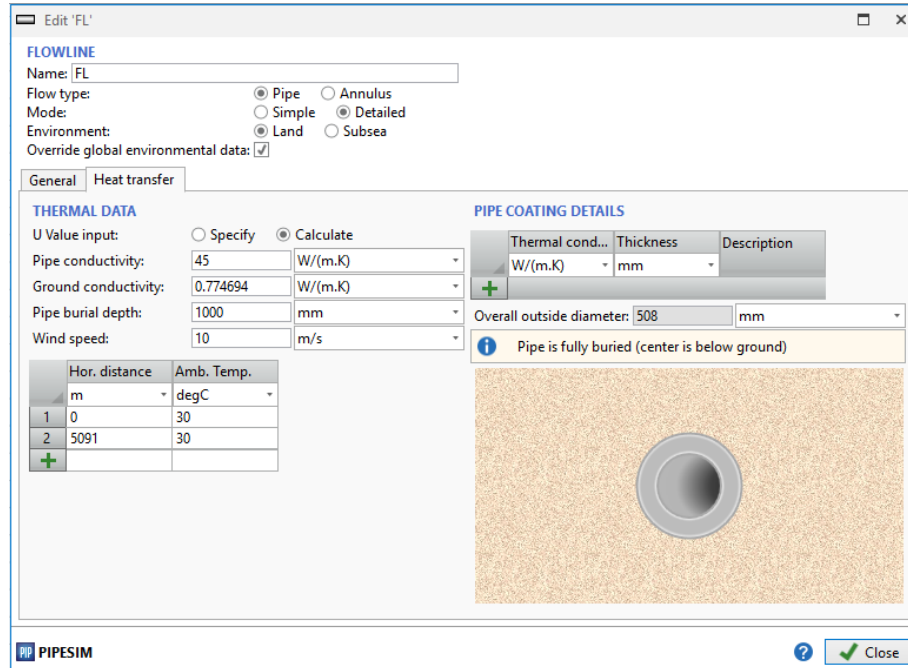 Edit 'FL'
FLOWLINE
Name: FL
Flow type: Pipe Annulus
Mode: Simple Detailed
Environment: Land Subsea
Override global environmental data:
General Heat transfer
THERMAL DATA
U Value input: Specify Calculate
Pipe conductivity: 45 W/(m.K)
Ground conductivity: 0.774694 W/(m.K)
Pipe burial depth: 1000 mm
Wind speed: 10 m/s
Hor. distance Amb. Temp.
m degC
1 0 30
2 5091 30
PIPE COATING DETAILS
Thermal cond... Thickness Description
W/(m.K) mm
Overall outside diameter: 508 mm
Pipe is fully buried (center is below ground)
PIP PIPESIM
? Close